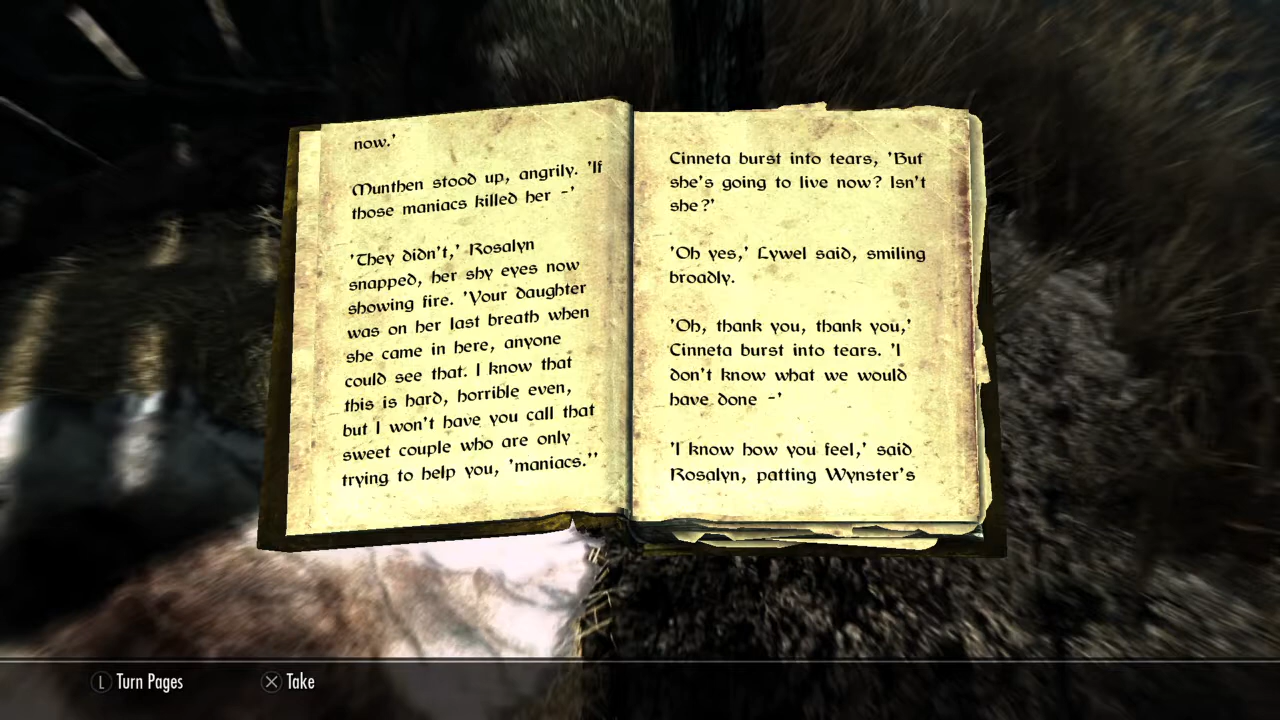 now.'
Munthen stood up, angrily. 'If
those maniacs killed her -'
'They didn't,' Rosalyn
snapped, her shy eyes now
showing fire. 'Your daughter
was on her last breath when
she came in here, anyone
could see that. I know that
this is hard, horrible even,
but I won't have you call that
sweet couple who are only
trying to help you, 'maniacs.''
Cinneta burst into tears, 'But
she's going to live now? Isn't
she?'
'Oh yes,' Lywel said, smiling
broadly.
'Oh, thank you, thank you,'
Cinneta burst into tears. 'I
don't know what we would
have done -'
'I know how you feel,' said
Rosalyn, patting Wynster's
L Turn Pages
X Take